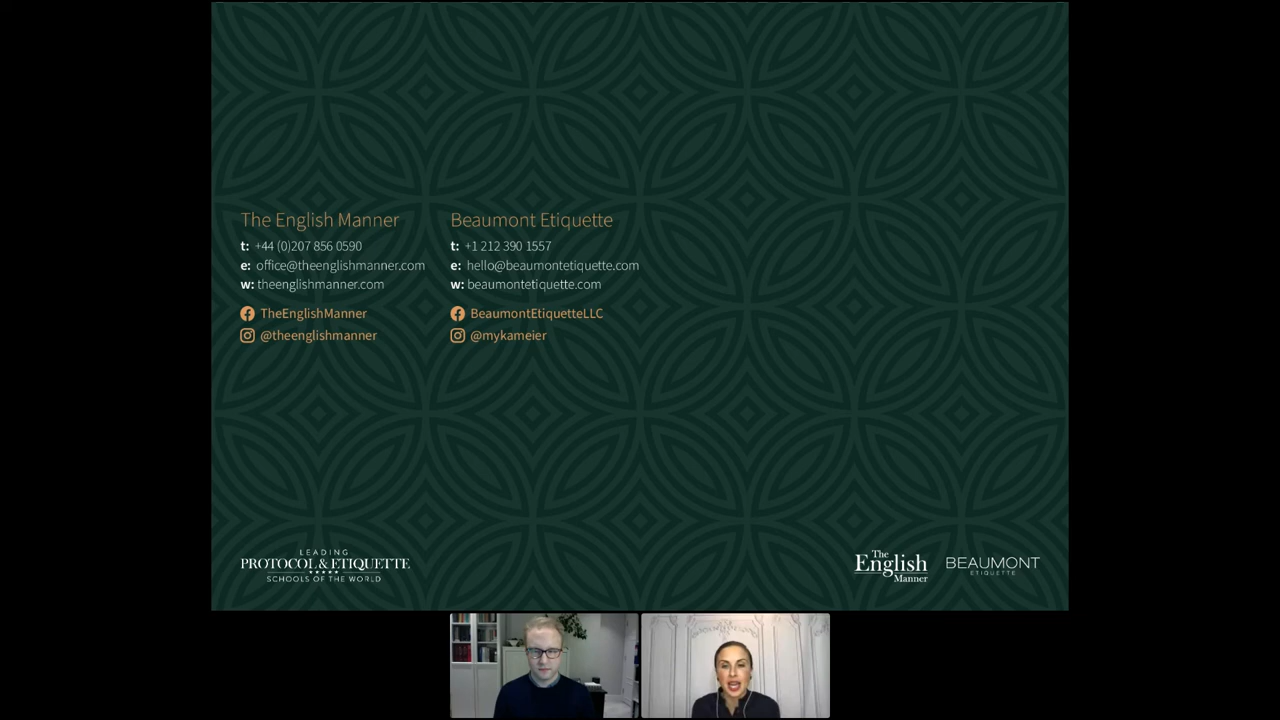 The English Manner
t: +44 (0)207 856 0590
e: office@theenglishmanner.com
w: theenglishmanner.com
TheEnglishManner
@theenglishmanner
Beaumont Etiquette
t: +1 212 390 1557
e: hello@beaumontetiquette.com
w: beaumontetiquette.com
BeaumontEtiquetteLLC
@mykameier
LEADING
PROTOCOL & ETIQUETTE
SCHOOLS OF THE WORLD
The
English
Manner
BEAUMONT
ETIQUETTE